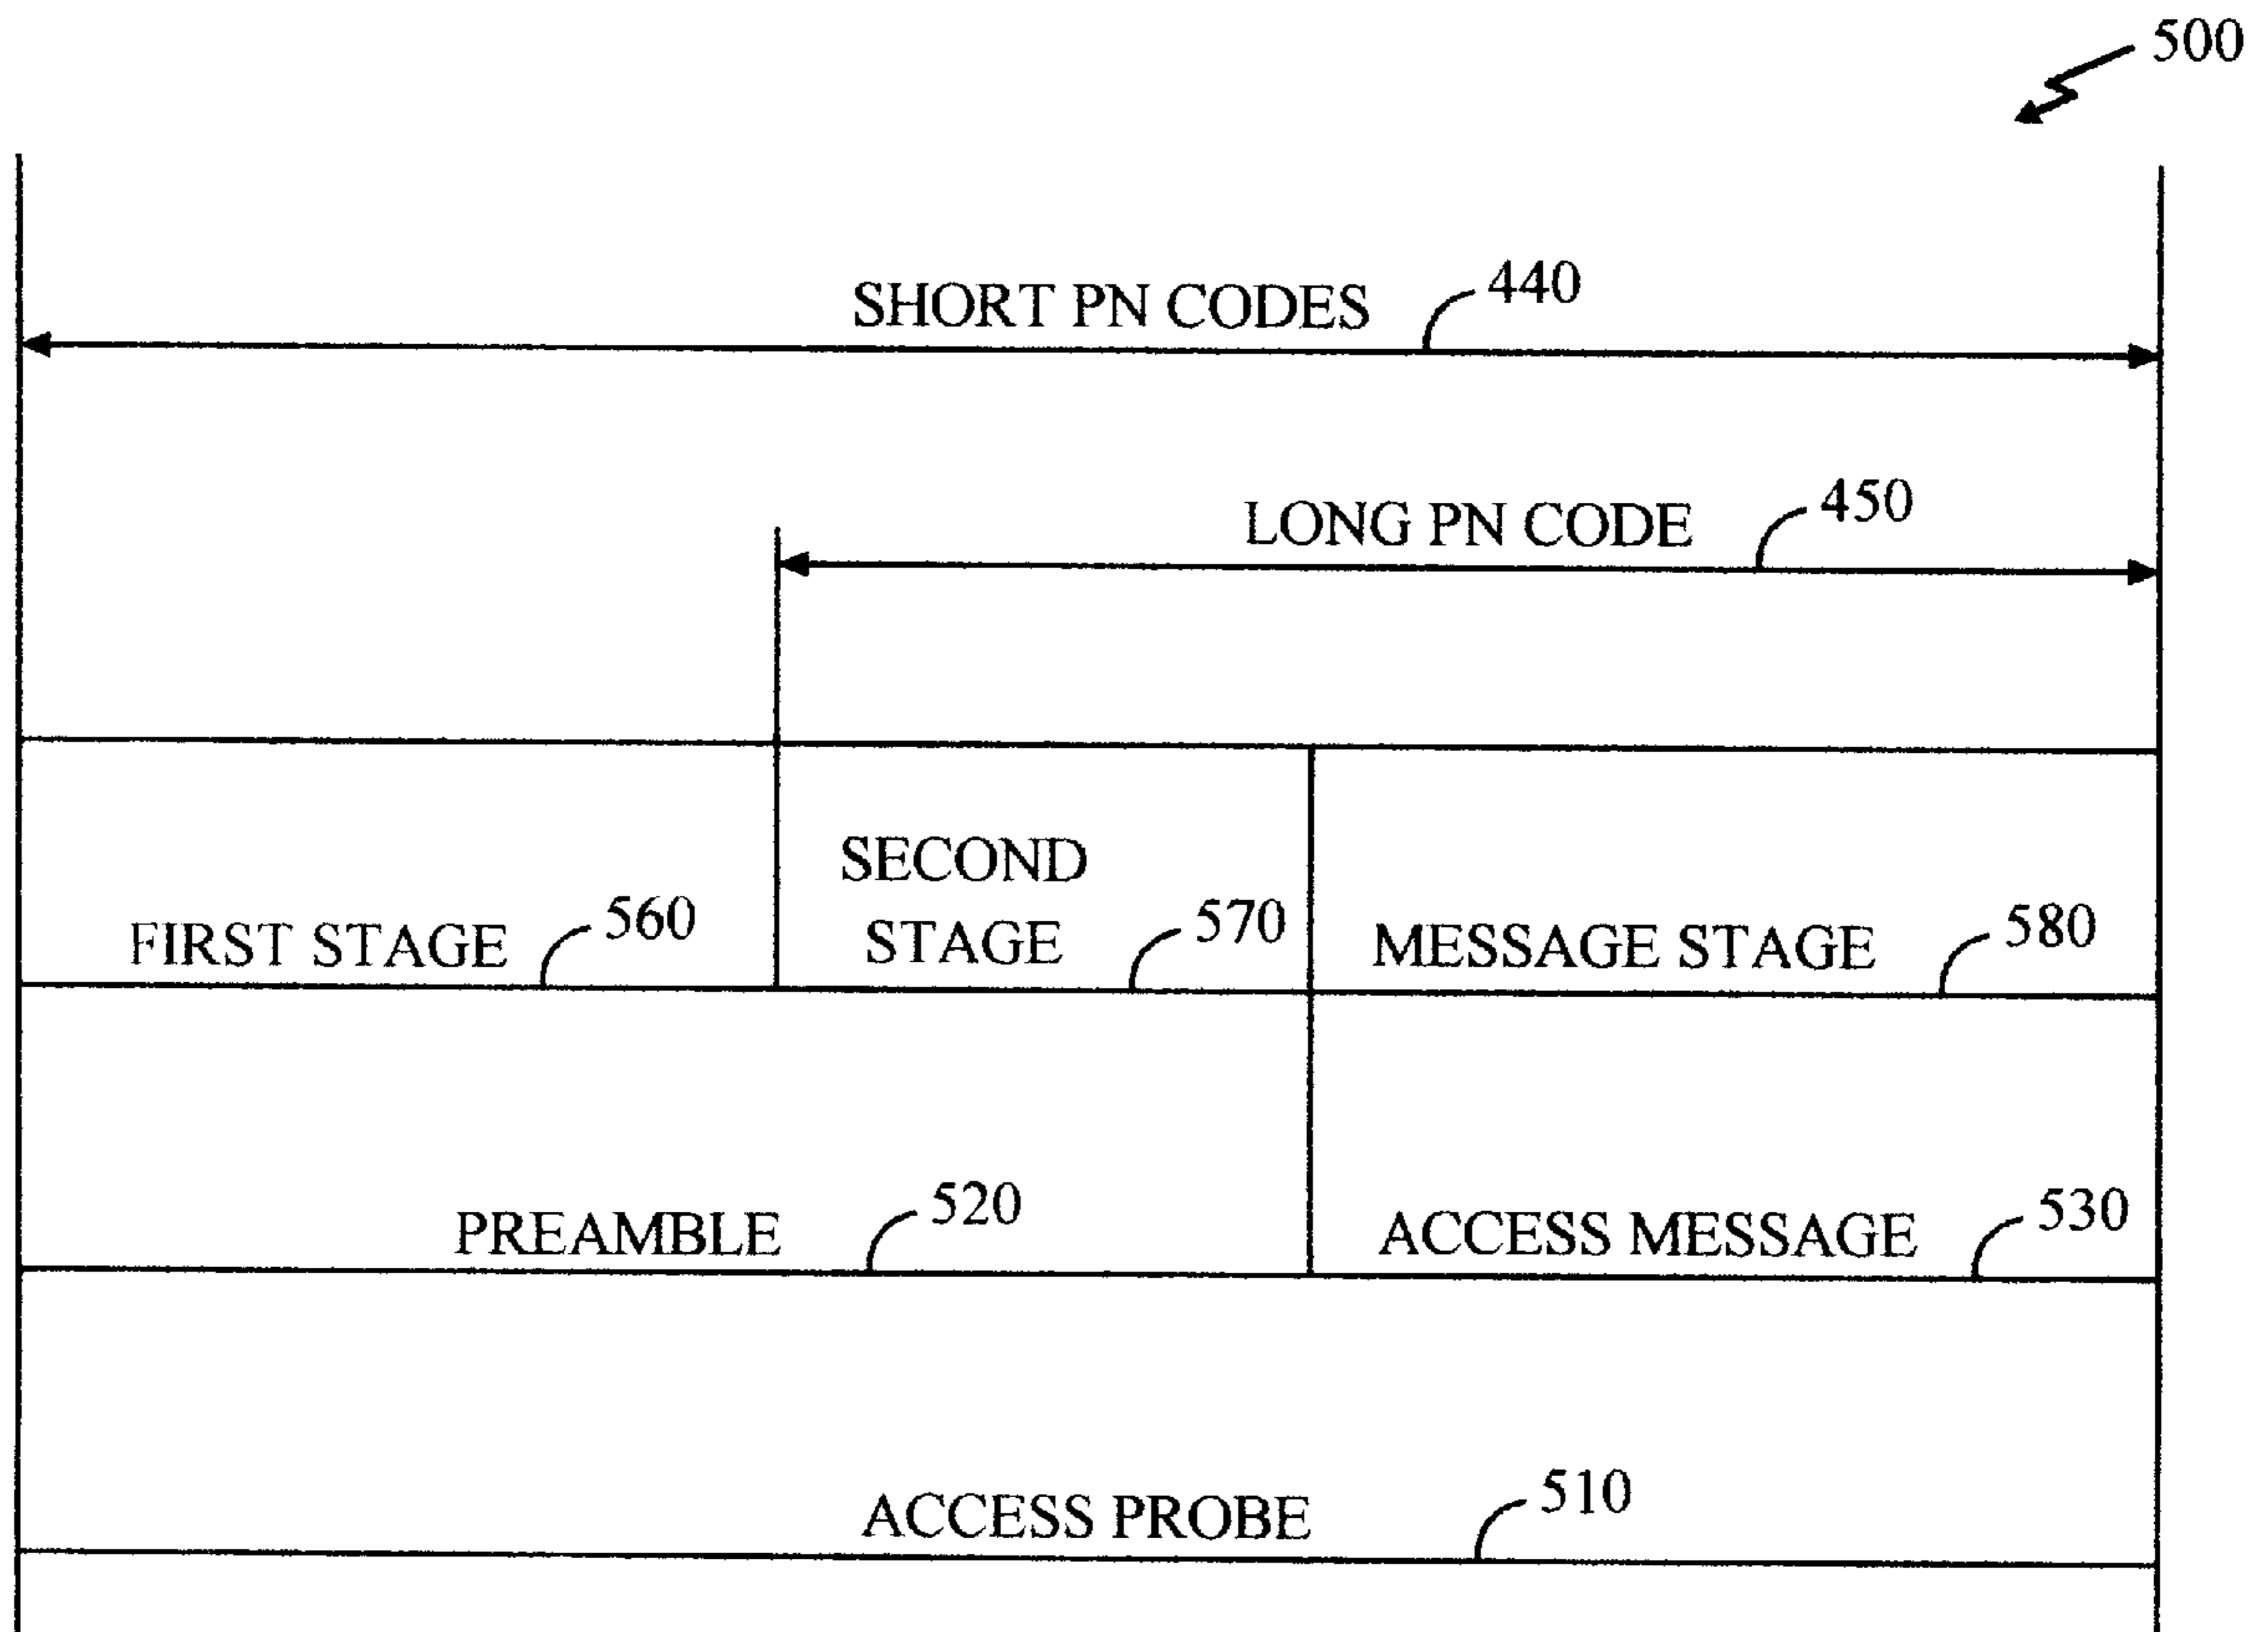 500
SHORT PN CODES 440
LONG PN CODE 450
SECOND
FIRST STAGE 560 STAGE 570 MESSAGE STAGE 580
PREAMBLE 520 ACCESS MESSAGE 530
ACCESS PROBE 510